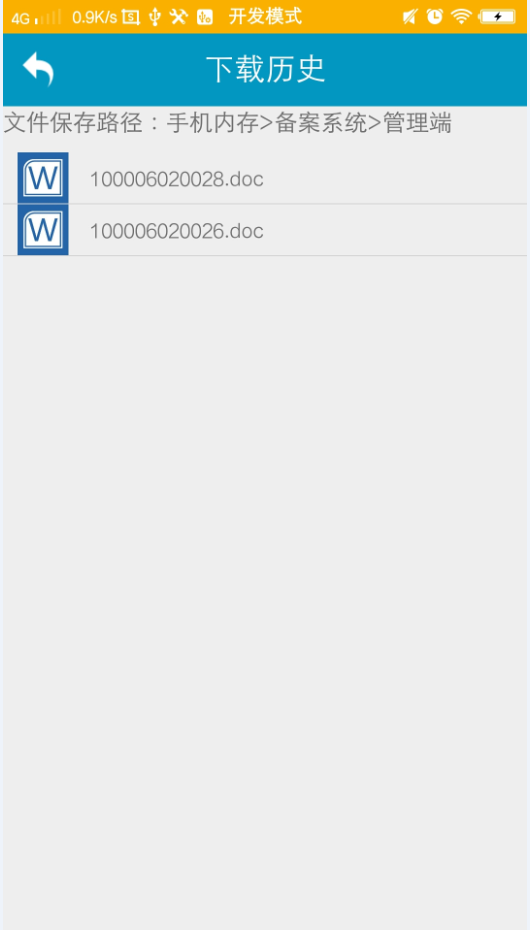 4G 0.9K/s 开发模式
下载历史
文件保存路径：手机内存>备案系统>管理端
W 100006020028.doc
W 100006020026.doc